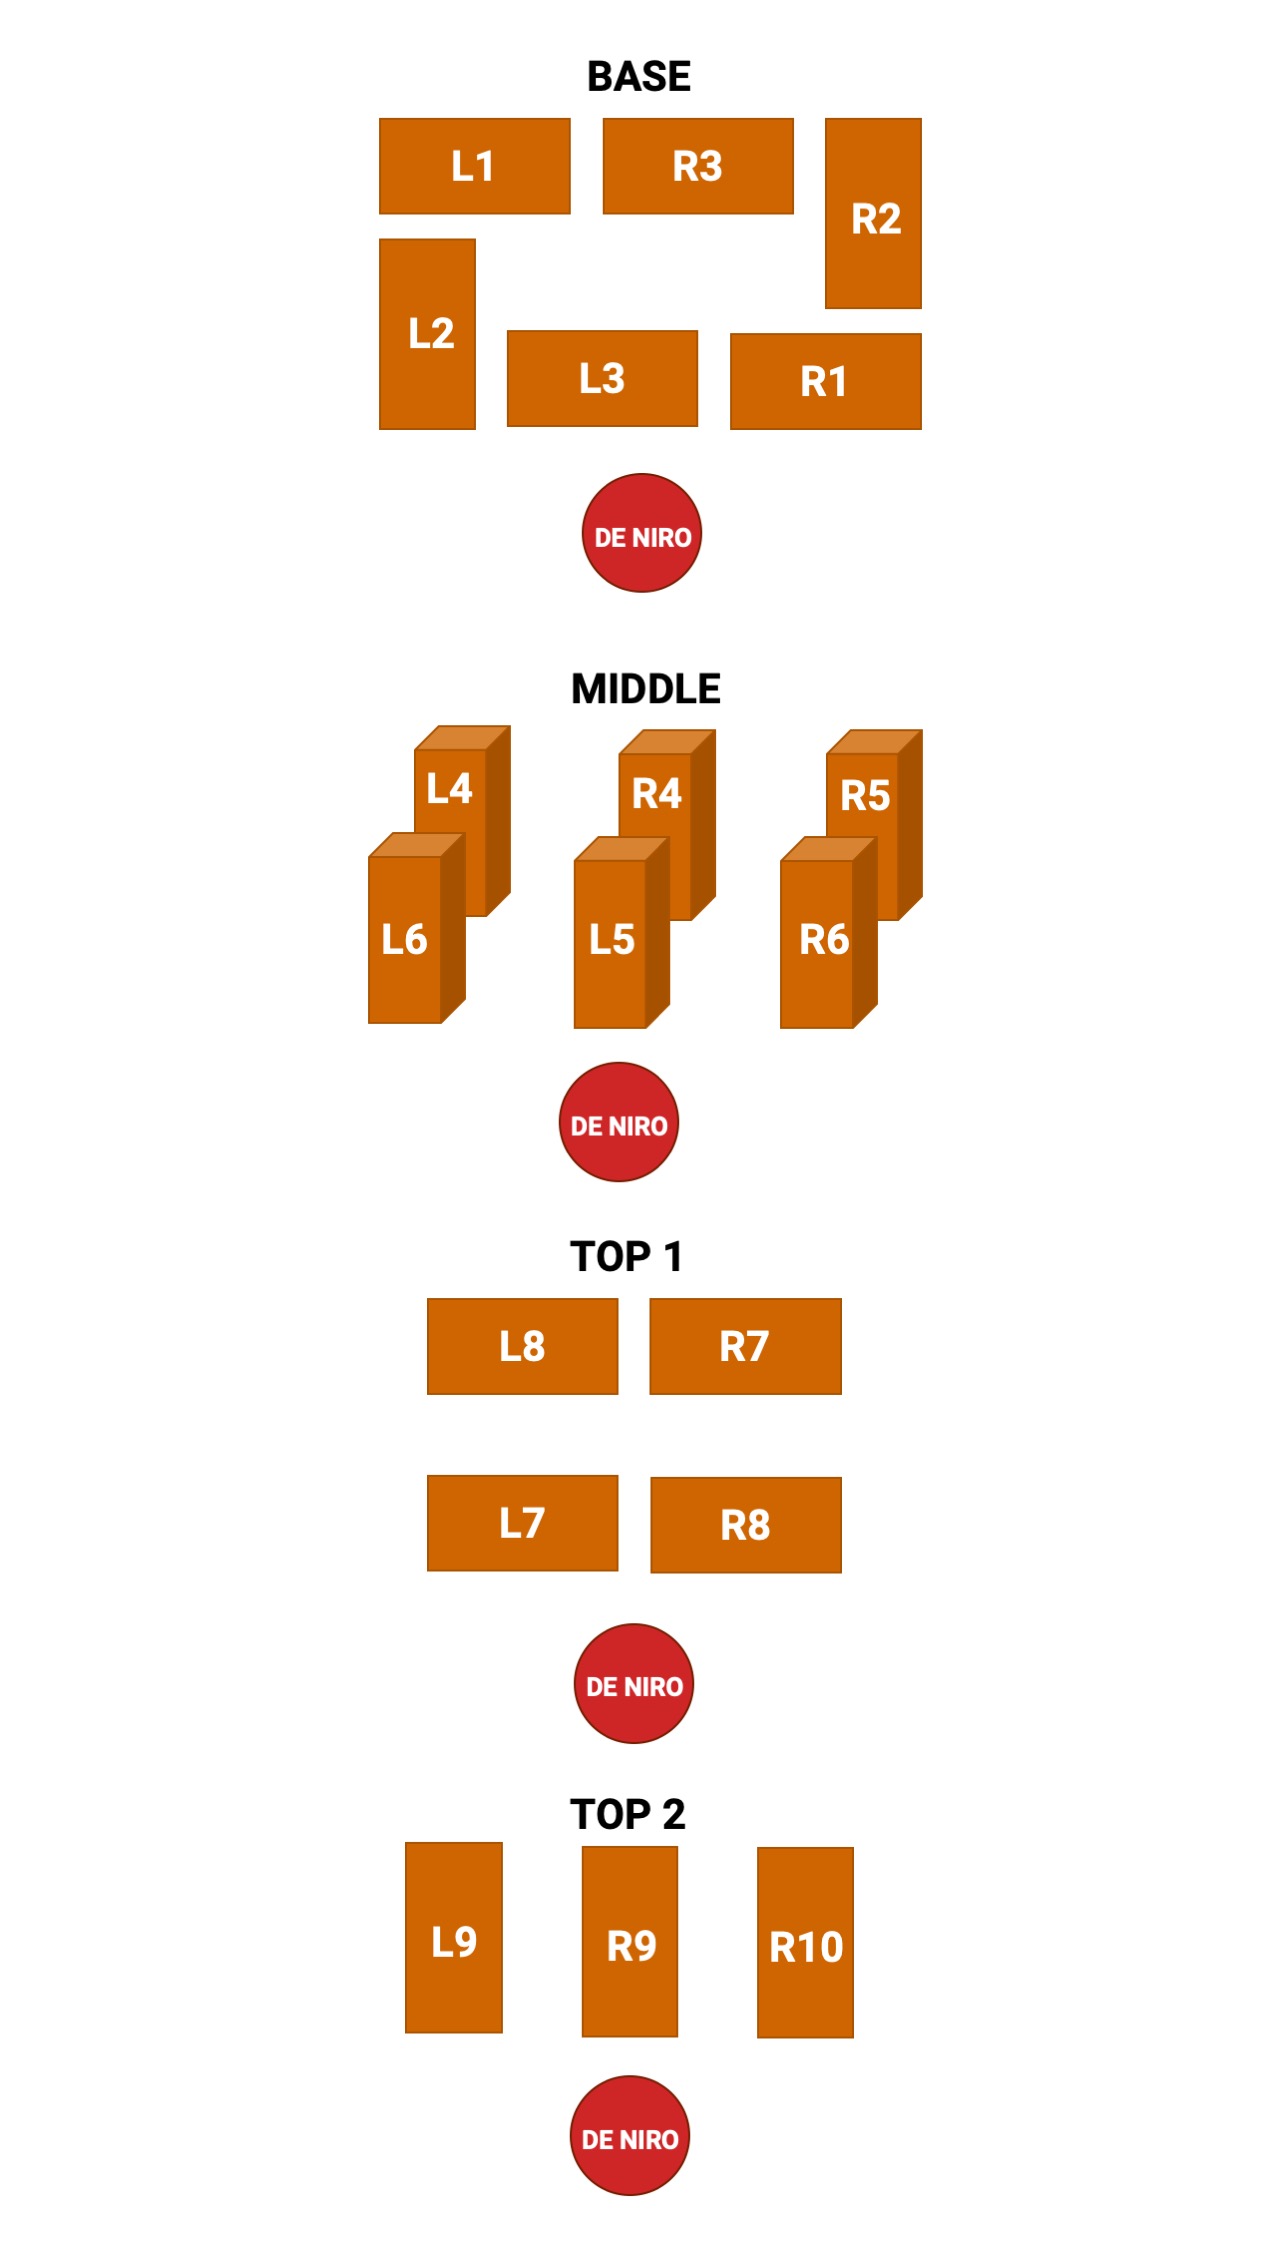 BASE
L1 R3 R2
L2 L3 R1
DE NIRO
MIDDLE
L4 R4 R5
L6 L5 R6
DE NIRO
TOP 1
L8 R7
L7 R8
DE NIRO
TOP 2
L9 R9 R10
DE NIRO